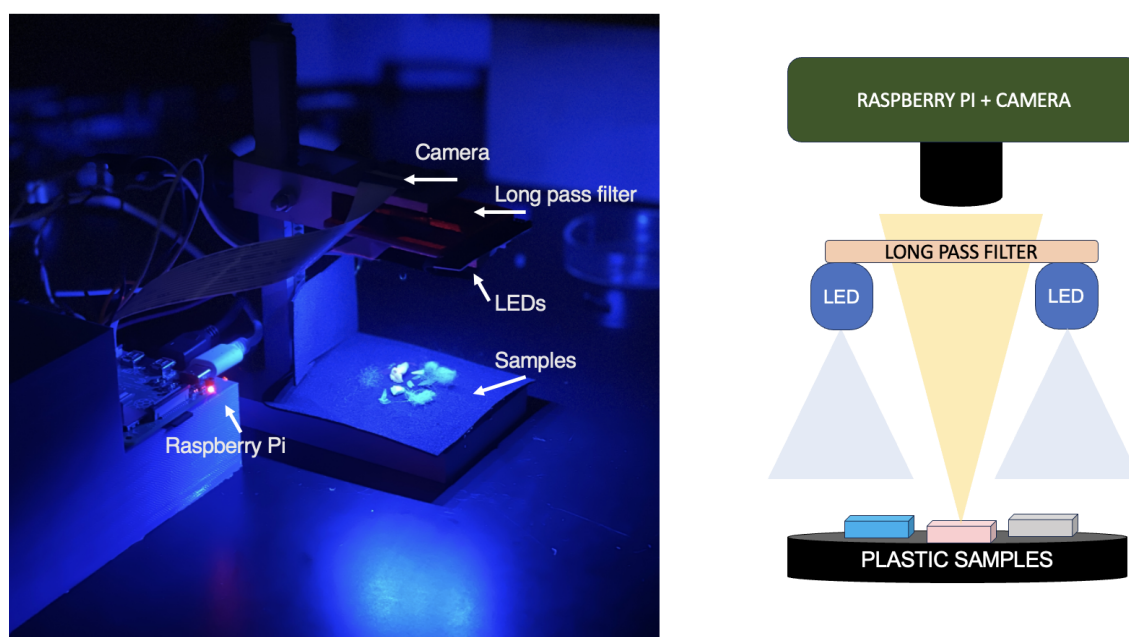 Camera
Long pass filter
LEDs
Samples
Raspberry Pi
RASPBERRY PI + CAMERA
LONG PASS FILTER
LED
LED
PLASTIC SAMPLES